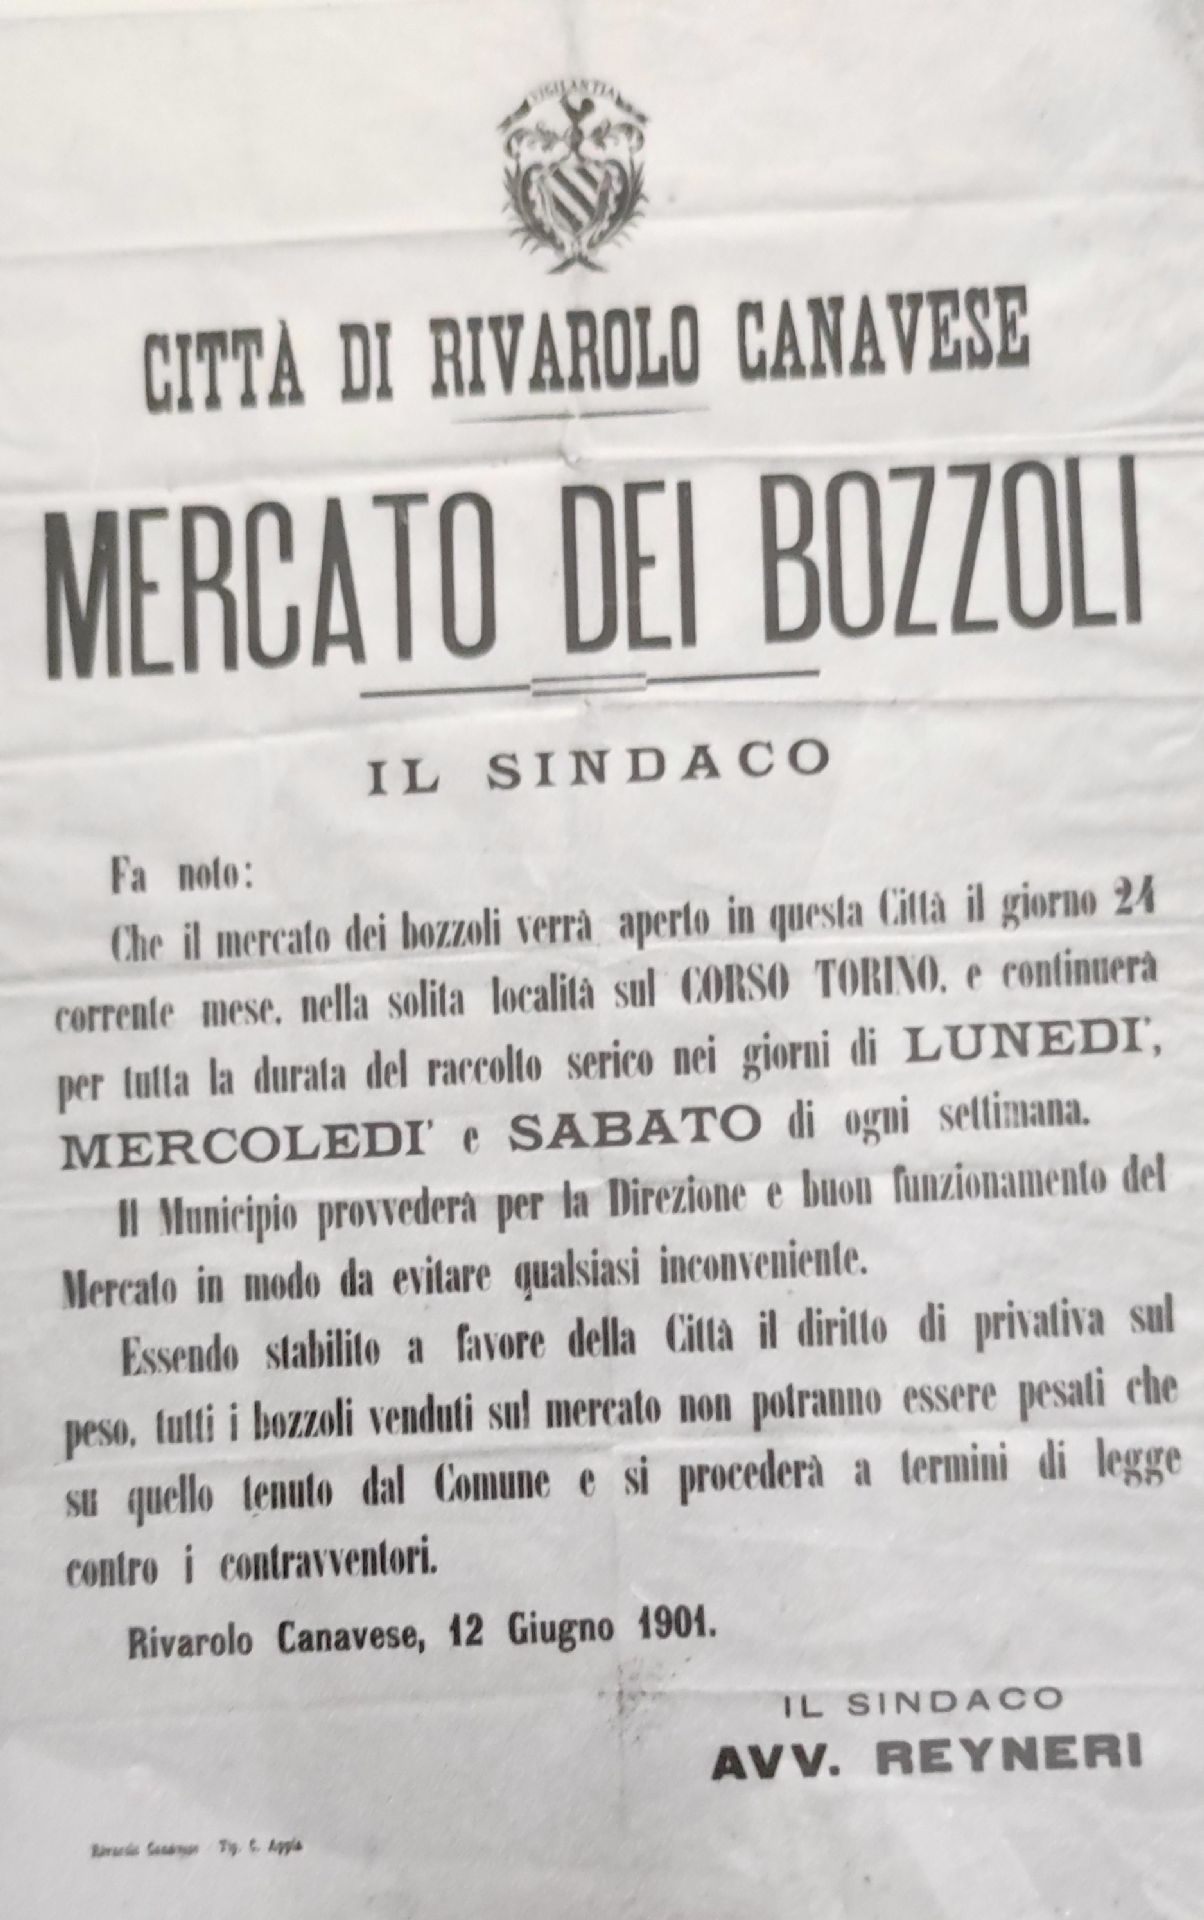 VIGILANTIA
CITTÀ DI RIVAROLO CANAVESE
MERCATO DEI BOZZOLI
IL SINDACO
Fa noto:
Che il mercato dei bozzoli verrà aperto in questa Città il giorno 24
corrente mese, nella solita località sul CORSO TORINO, e continuerà
per tutta la durata del raccolto serico nei giorni di LUNEDI',
MERCOLEDI' e SABATO di ogni settimana.
Il Municipio provvederà per la Direzione e buon funzionamento del
Mercato in modo da evitare qualsiasi inconveniente.
Essendo stabilito a favore della Città il diritto di privativa sul
peso, tutti i bozzoli venduti sul mercato non potranno essere pesati che
su quello tenuto dal Comune e si procederà a termini di legge
contro i contravventori.
Rivarolo Canavese, 12 Giugno 1901.
IL SINDACO
AVV. REYNERI
Tip. C.